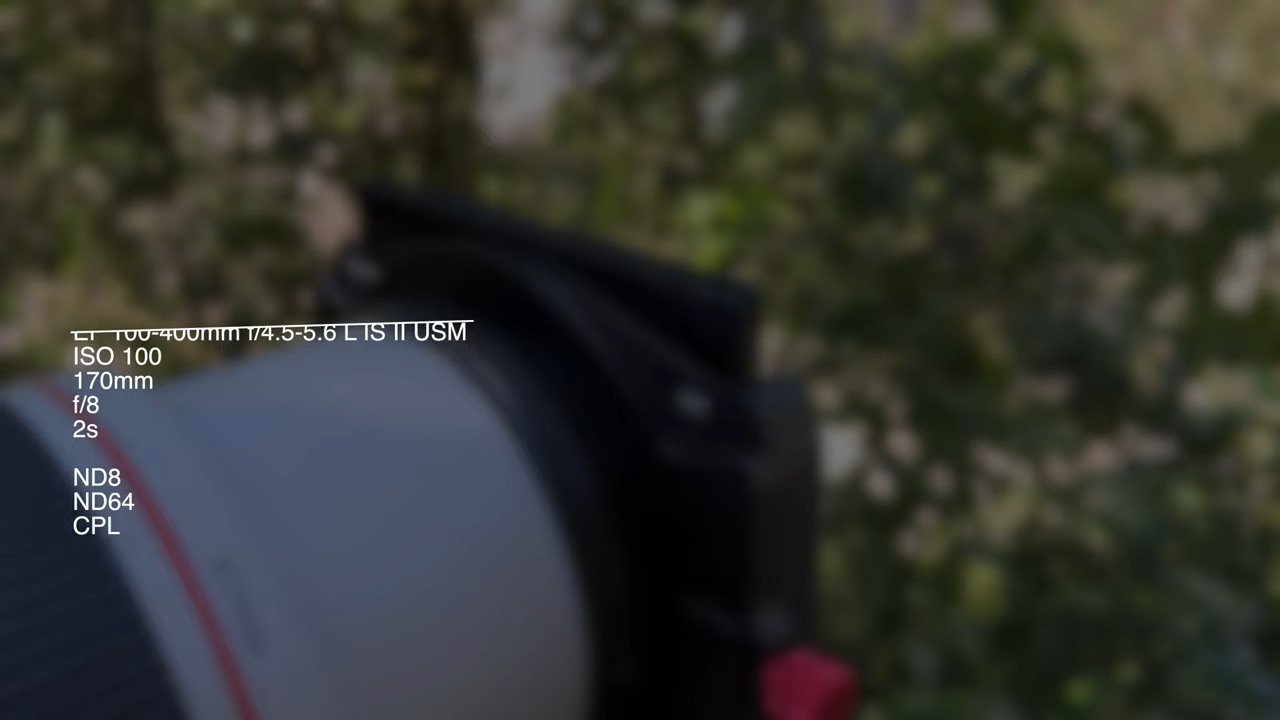 EF 100-400mm f/4.5-5.6 L IS II USM
ISO 100
170mm
f/8
2s
ND8
ND64
CPL